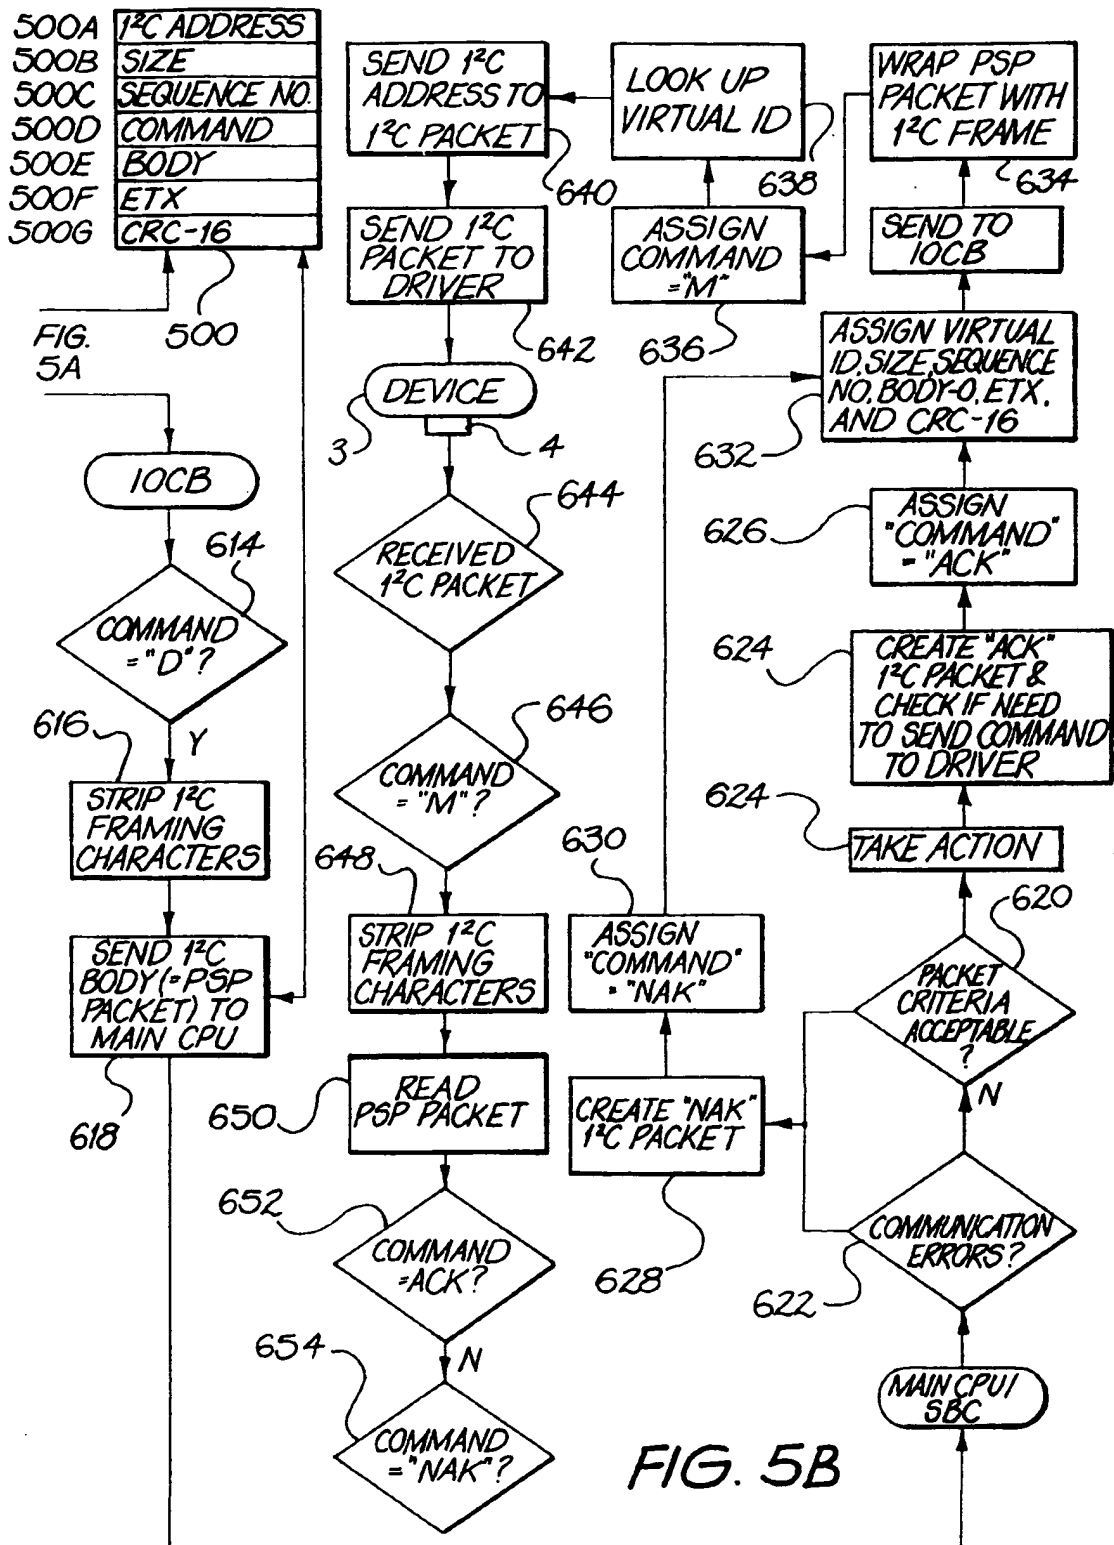 500A I²C ADDRESS
500B SIZE
500C SEQUENCE NO.
500D COMMAND
500E BODY
500F ETX
500G CRC-16
500
FIG.
5A
IOCB
614
COMMAND
="D"?
Y
616
STRIP I²C
FRAMING
CHARACTERS
SEND I²C
BODY(=PSP
PACKET) TO
MAIN CPU
618
SEND I²C
ADDRESS TO
I²C PACKET
640
SEND I²C
PACKET TO
DRIVER
642
DEVICE
3
4
644
RECEIVED
I²C PACKET
646
COMMAND
="M"?
648
STRIP I²C
FRAMING
CHARACTERS
650
READ
PSP PACKET
652
COMMAND
=ACK?
N
654
COMMAND
="NAK"?
LOOK UP
VIRTUAL ID
638
ASSIGN
COMMAND
="M"
636
630
ASSIGN
"COMMAND"
="NAK"
CREATE "NAK"
I²C PACKET
628
WRAP PSP
PACKET WITH
I²C FRAME
634
SEND TO
IOCB
ASSIGN VIRTUAL
ID, SIZE, SEQUENCE
NO, BODY-O, ETX,
AND CRC-16
632
ASSIGN
"COMMAND"
="ACK"
626
CREATE "ACK"
I²C PACKET &
CHECK IF NEED
TO SEND COMMAND
TO DRIVER
624
624
TAKE ACTION
620
PACKET
CRITERIA
ACCEPTABLE
?
N
COMMUNICATION
ERRORS?
622
MAIN CPU/
SBC
FIG. 5B